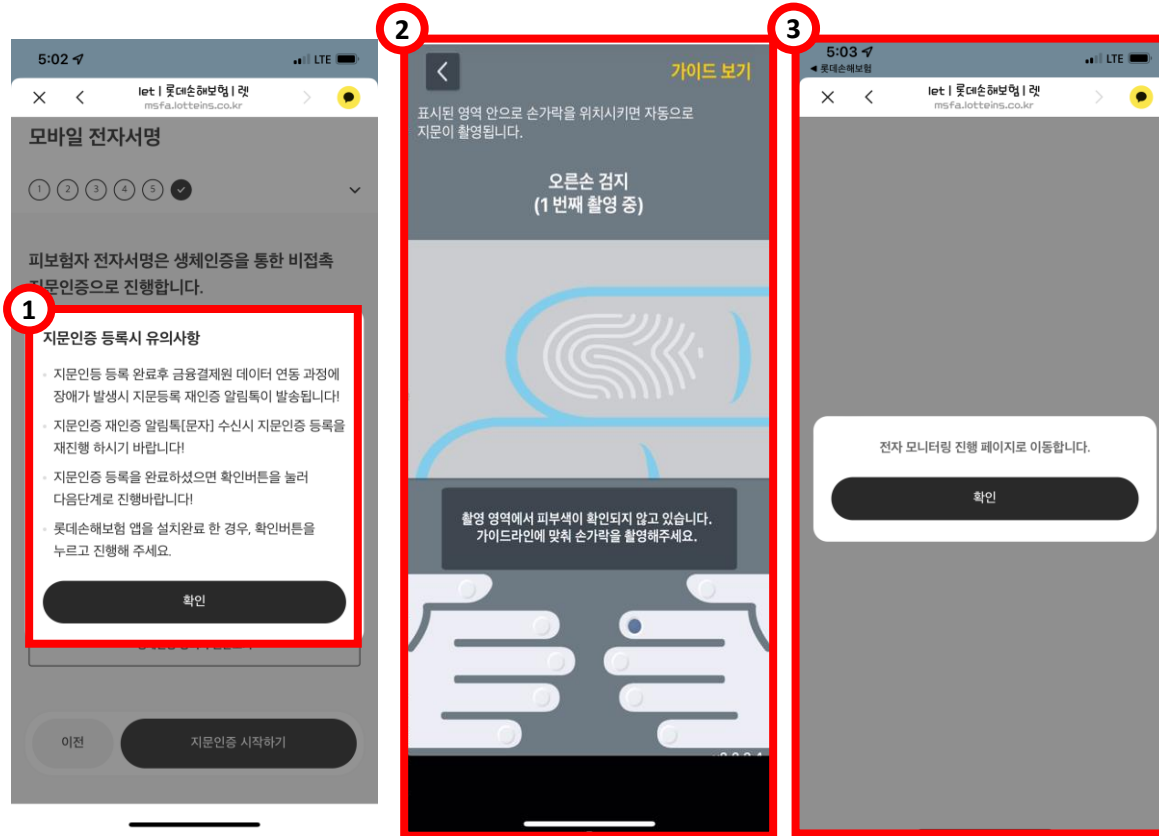 5:02
LTE
let | 롯데손해보험 | 렛
msfa.lotteins.co.kr
모바일 전자서명
1 2 3 4 5
피보험자 전자서명은 생체인증을 통한 비접촉
지문인증으로 진행합니다.
1
지문인증 등록시 유의사항
지문인등 등록 완료후 금융결제원 데이터 연동 과정에
장애가 발생시 지문등록 재인증 알림톡이 발송됩니다!
지문인증 재인증 알림톡[문자] 수신시 지문인증 등록을
재진행 하시기 바랍니다!
지문인증 등록을 완료하셨으면 확인버튼을 눌러
다음단계로 진행바랍니다!
롯데손해보험 앱을 설치완료 한 경우, 확인버튼을
누르고 진행해 주세요.
확인
이전
지문인증 시작하기
2
가이드 보기
표시된 영역 안으로 손가락을 위치시키면 자동으로
지문이 촬영됩니다.
오른손 검지
(1 번째 촬영 중)
촬영 영역에서 피부색이 확인되지 않고 있습니다.
가이드라인에 맞춰 손가락을 촬영해주세요.
3
5:03
LTE
◀ 롯데손해보험
let | 롯데손해보험 | 렛
msfa.lotteins.co.kr
전자 모니터링 진행 페이지로 이동합니다.
확인